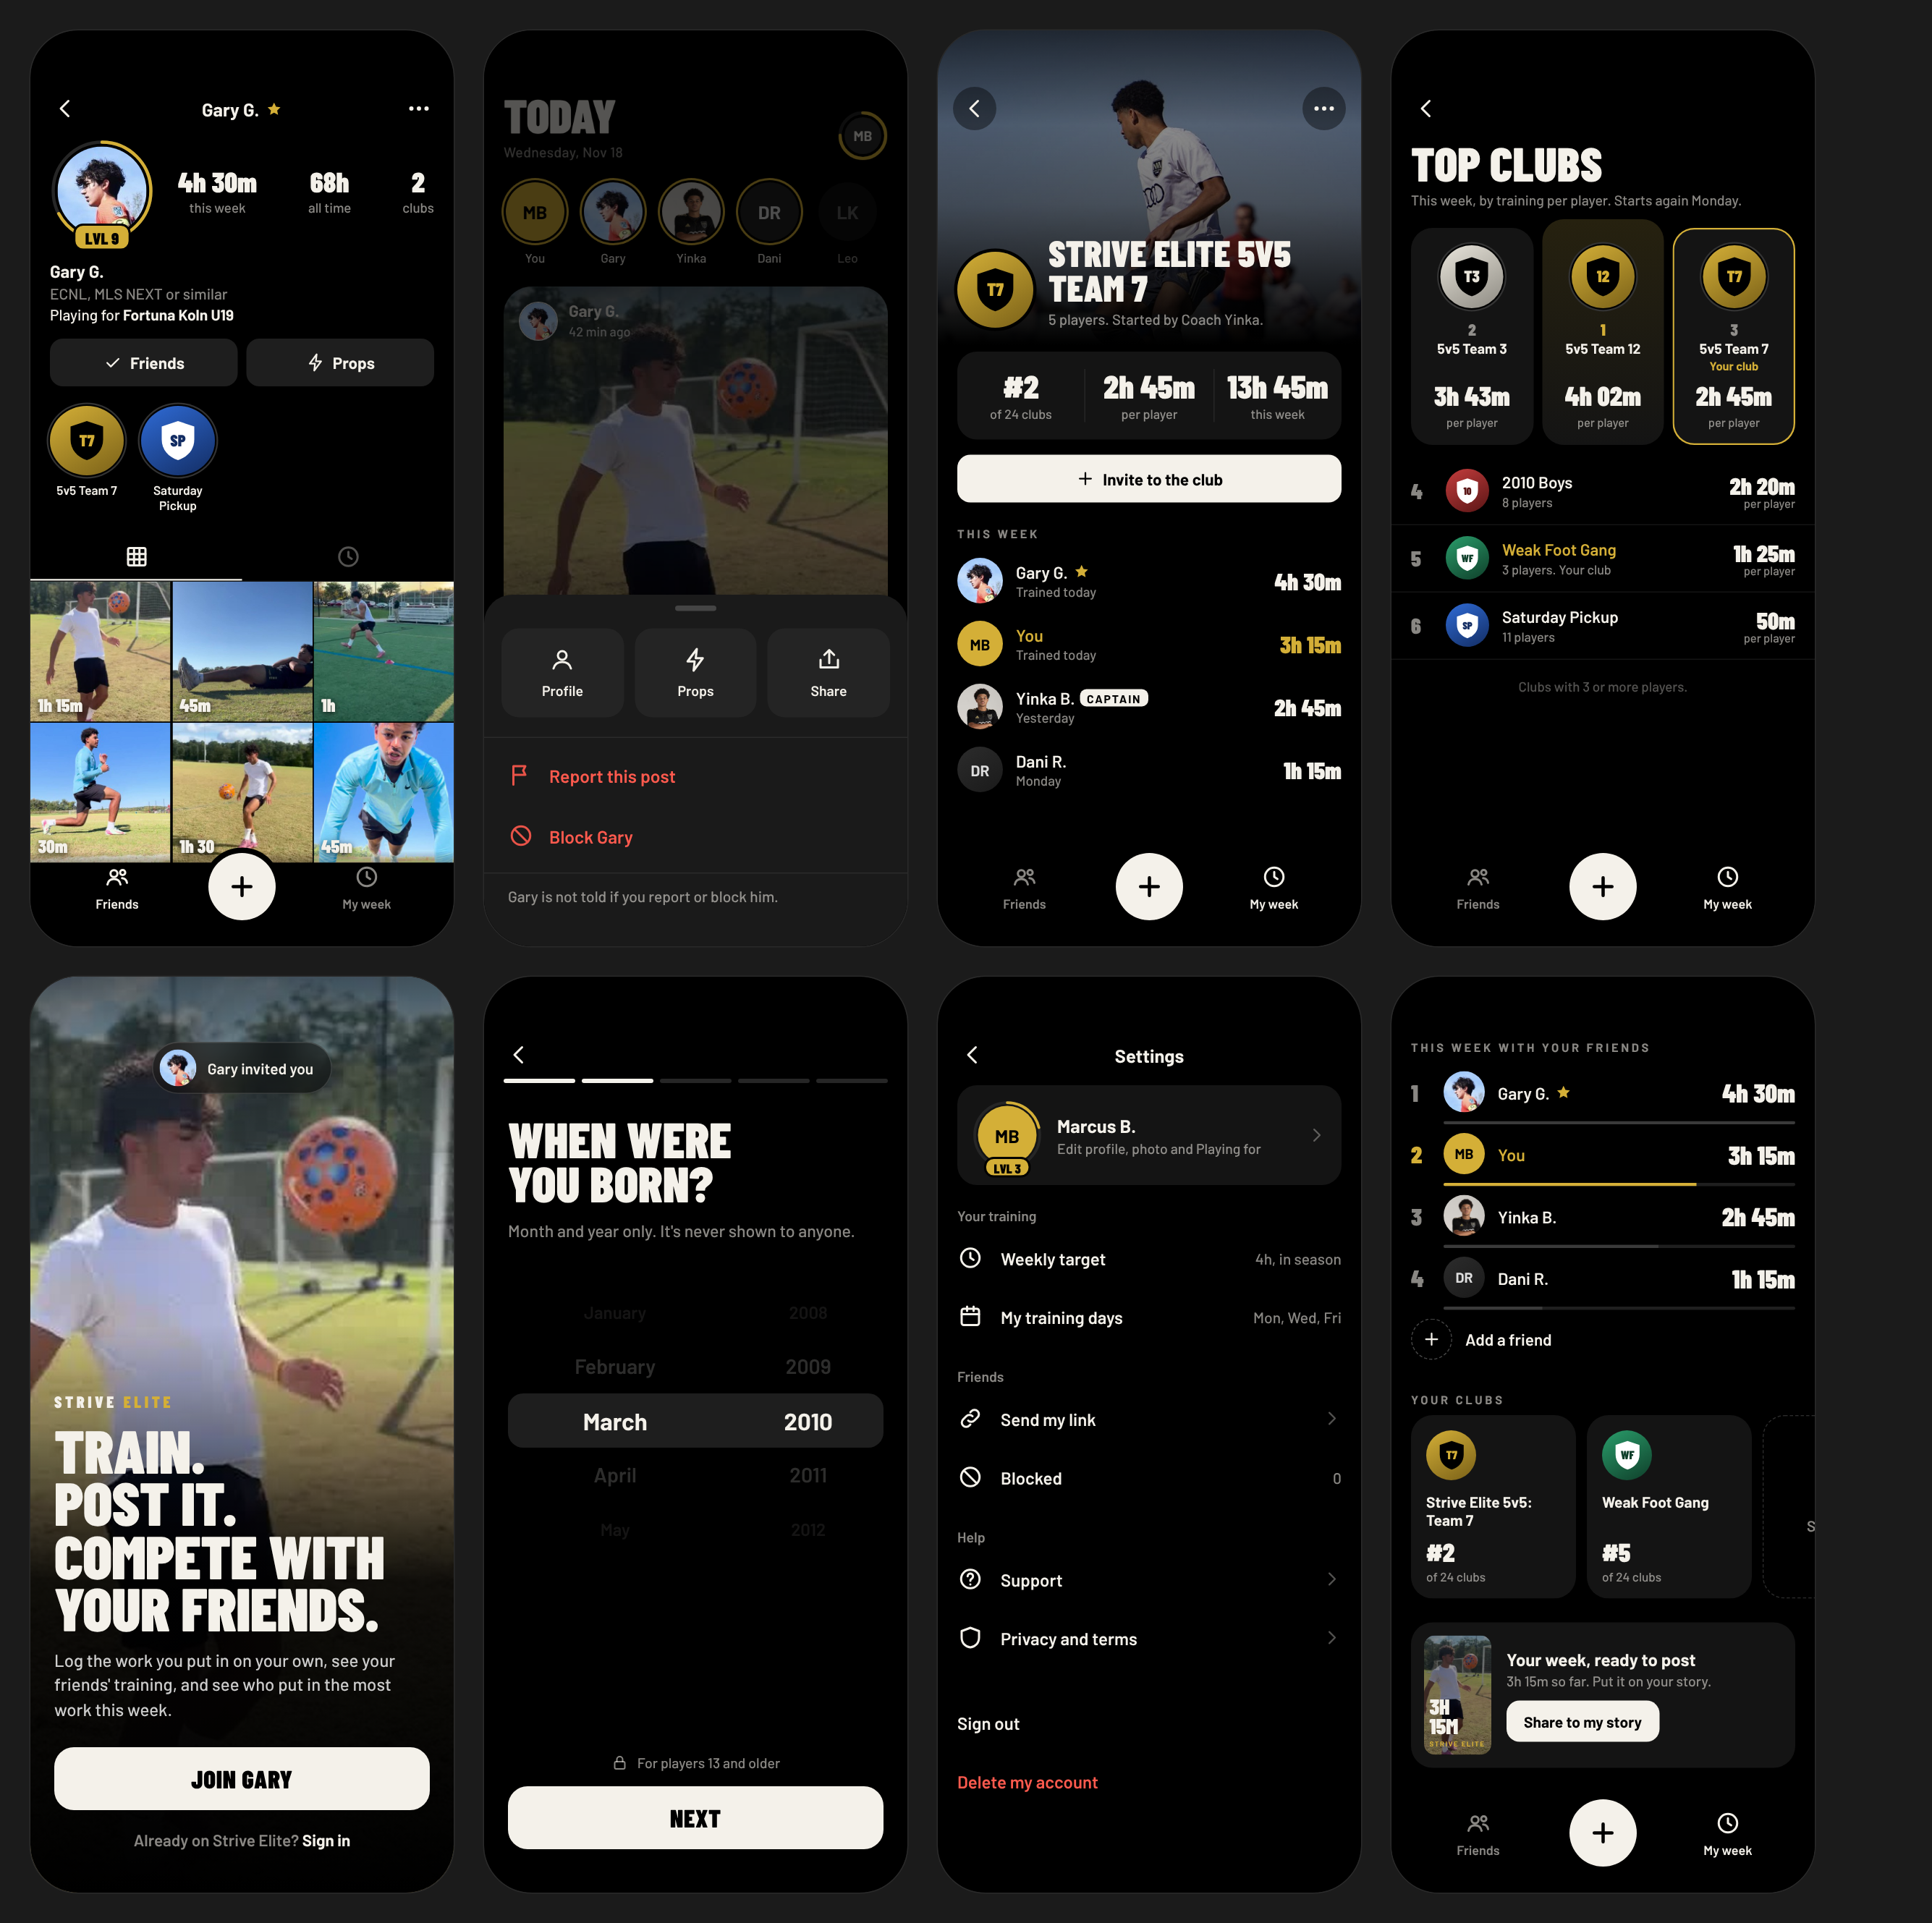 Gary G.
4h 30m
this week
68h
all time
2
clubs
LVL 9
Gary G.
ECNL, MLS NEXT or similar
Playing for Fortuna Koln U19
Friends
Props
T7
SP
5v5 Team 7
Saturday
Pickup
1h 15m
45m
1h
30m
1h 30
45m
Friends
My week
TODAY
Wednesday, Nov 18
MB
MB
DR
LK
You
Gary
Yinka
Dani
Leo
Gary G.
42 min ago
Profile
Props
Share
Report this post
Block Gary
Gary is not told if you report or block him.
T7
STRIVE ELITE 5V5
TEAM 7
5 players. Started by Coach Yinka.
#2
of 24 clubs
2h 45m
per player
13h 45m
this week
Invite to the club
THIS WEEK
Gary G.
Trained today
4h 30m
MB
You
Trained today
3h 15m
Yinka B. CAPTAIN
Yesterday
2h 45m
DR
Dani R.
Monday
1h 15m
Friends
My week
TOP CLUBS
This week, by training per player. Starts again Monday.
T3
2
5v5 Team 3
3h 43m
per player
12
1
5v5 Team 12
4h 02m
per player
T7
3
5v5 Team 7
Your club
2h 45m
per player
4
10
2010 Boys
8 players
2h 20m
per player
5
WF
Weak Foot Gang
3 players. Your club
1h 25m
per player
6
SP
Saturday Pickup
11 players
50m
per player
Clubs with 3 or more players.
Friends
My week
Gary invited you
STRIVE ELITE
TRAIN.
POST IT.
COMPETE WITH
YOUR FRIENDS.
Log the work you put in on your own, see your
friends' training, and see who put in the most
work this week.
JOIN GARY
Already on Strive Elite? Sign in
WHEN WERE
YOU BORN?
Month and year only. It's never shown to anyone.
January 2008
February 2009
March 2010
April 2011
May 2012
For players 13 and older
NEXT
Settings
MB
LVL 3
Marcus B.
Edit profile, photo and Playing for
Your training
Weekly target
4h, in season
My training days
Mon, Wed, Fri
Friends
Send my link
Blocked
0
Help
Support
Privacy and terms
Sign out
Delete my account
THIS WEEK WITH YOUR FRIENDS
1
Gary G.
4h 30m
2
MB
You
3h 15m
3
Yinka B.
2h 45m
4
DR
Dani R.
1h 15m
Add a friend
YOUR CLUBS
T7
Strive Elite 5v5:
Team 7
#2
of 24 clubs
WF
Weak Foot Gang
#5
of 24 clubs
S
3H
15M
STRIVE ELITE
Your week, ready to post
3h 15m so far. Put it on your story.
Share to my story
Friends
My week